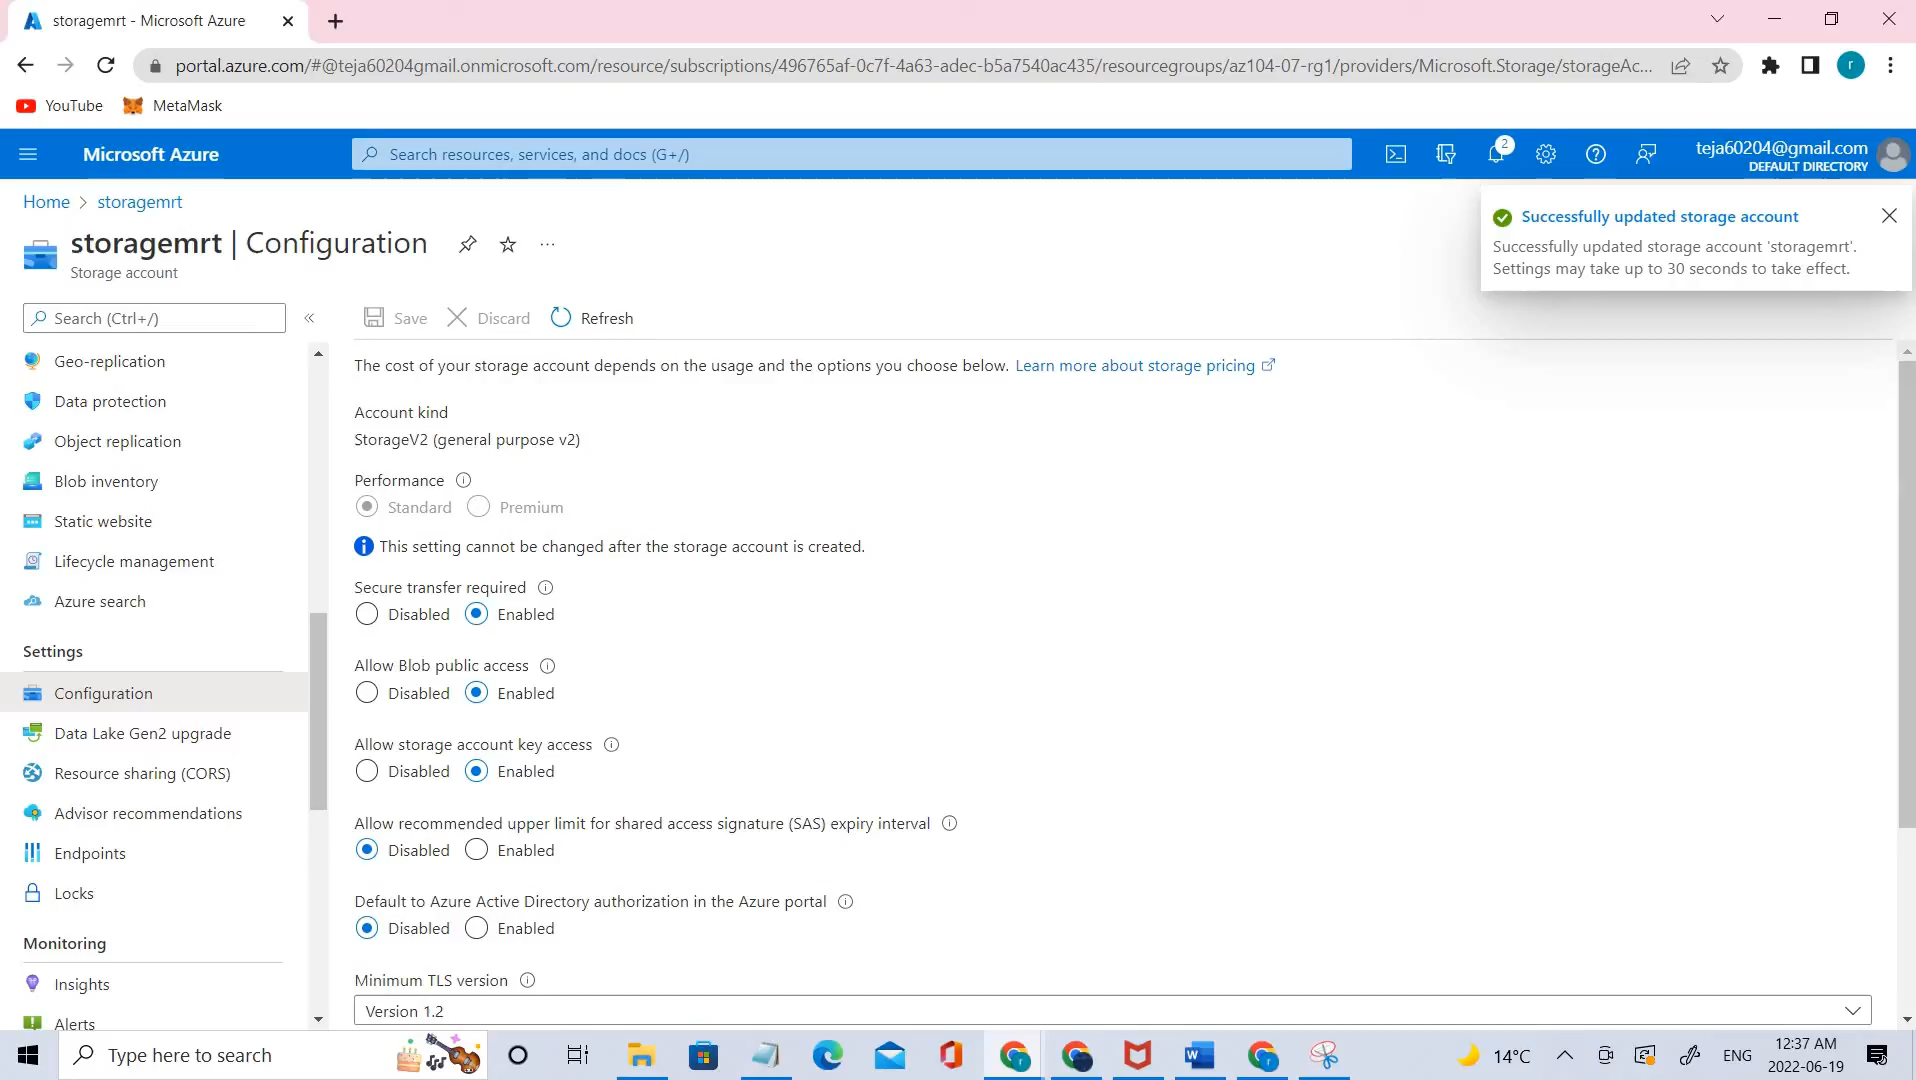 storagemrt - Microsoft Azure
portal.azure.com/#@teja60204gmail.onmicrosoft.com/resource/subscriptions/496765af-0c7f-4a63-adec-b5a7540ac435/resourcegroups/az104-07-rg1/providers/Microsoft.Storage/storageAc...
r
YouTube
MetaMask
Microsoft Azure
Search resources, services, and docs (G+/)
2
teja60204@gmail.com
DEFAULT DIRECTORY
Home > storagemrt
Successfully updated storage account
Successfully updated storage account 'storagemrt'.
Settings may take up to 30 seconds to take effect.
storagemrt | Configuration
Storage account
Search (Ctrl+/)
Save
Discard
Refresh
Geo-replication
Data protection
Object replication
Blob inventory
Static website
Lifecycle management
Azure search
Settings
Configuration
Data Lake Gen2 upgrade
Resource sharing (CORS)
Advisor recommendations
Endpoints
Locks
Monitoring
Insights
Alerts
The cost of your storage account depends on the usage and the options you choose below. Learn more about storage pricing
Account kind
StorageV2 (general purpose v2)
Performance
Standard Premium
This setting cannot be changed after the storage account is created.
Secure transfer required
Disabled Enabled
Allow Blob public access
Disabled Enabled
Allow storage account key access
Disabled Enabled
Allow recommended upper limit for shared access signature (SAS) expiry interval
Disabled Enabled
Default to Azure Active Directory authorization in the Azure portal
Disabled Enabled
Minimum TLS version
Version 1.2
Type here to search
14°C
ENG
12:37 AM
2022-06-19